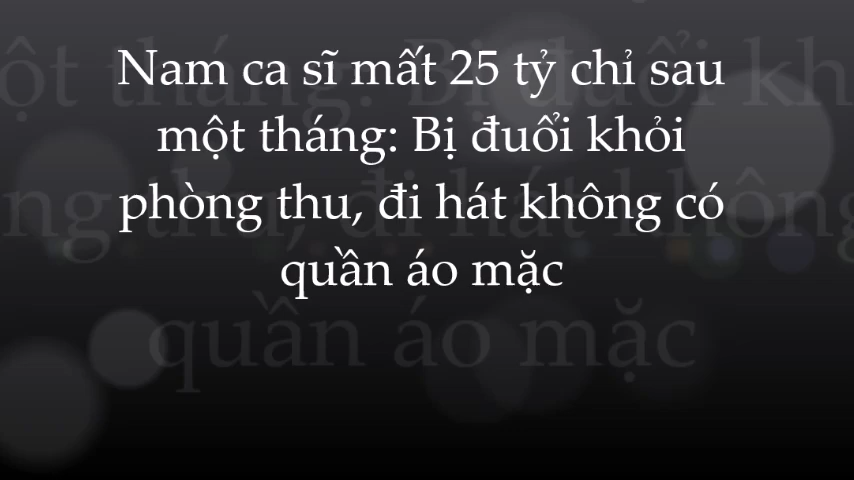 Nam ca sĩ mất 25 tỷ chỉ sau
một tháng: Bị đuổi khỏi
phòng thu, đi hát không có
quần áo mặc